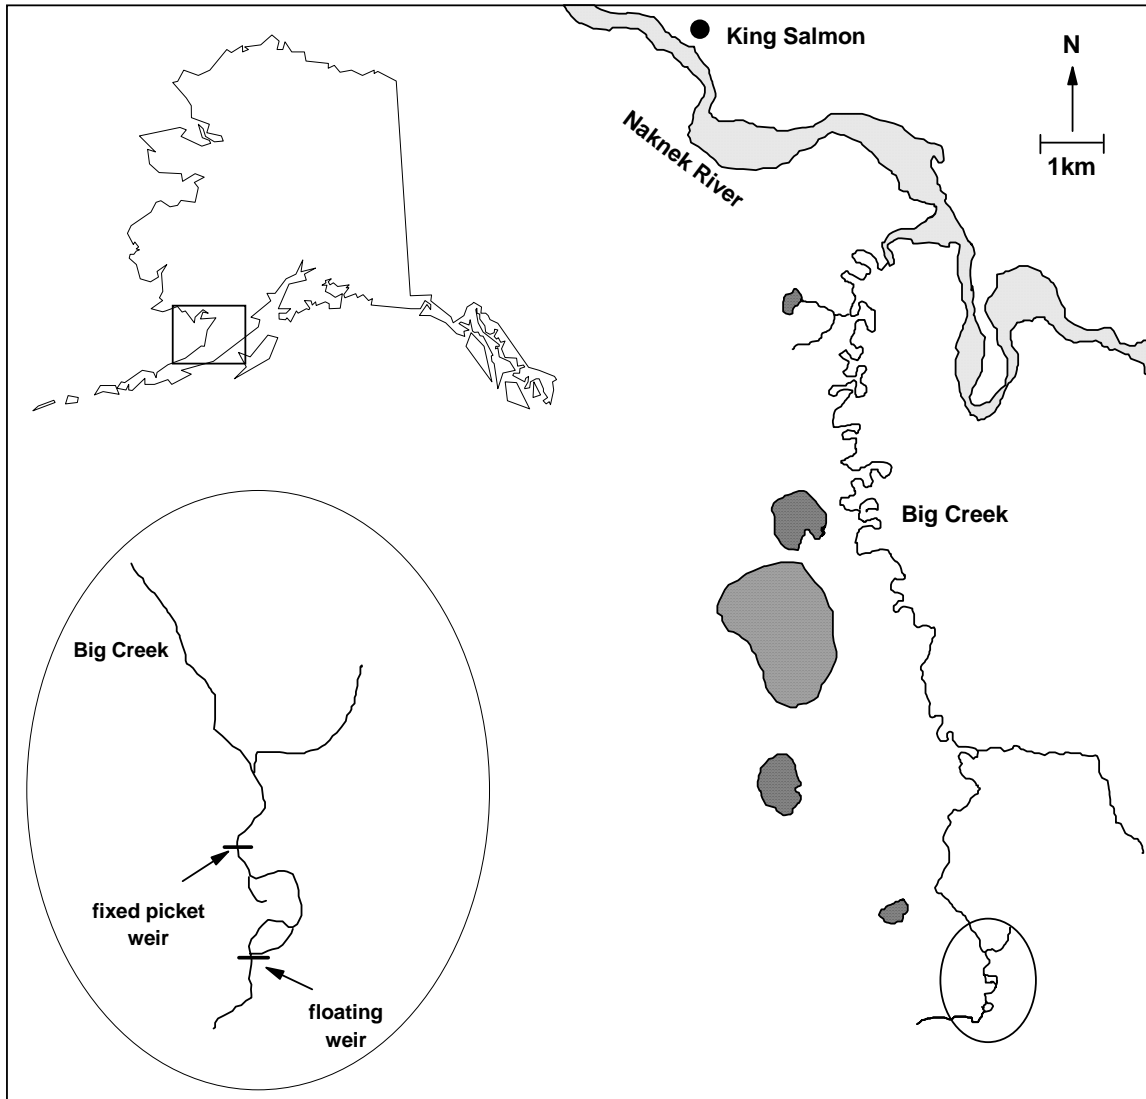 King Salmon
N
1km
Naknek River
Big Creek
Big Creek
fixed picket
weir
floating
weir